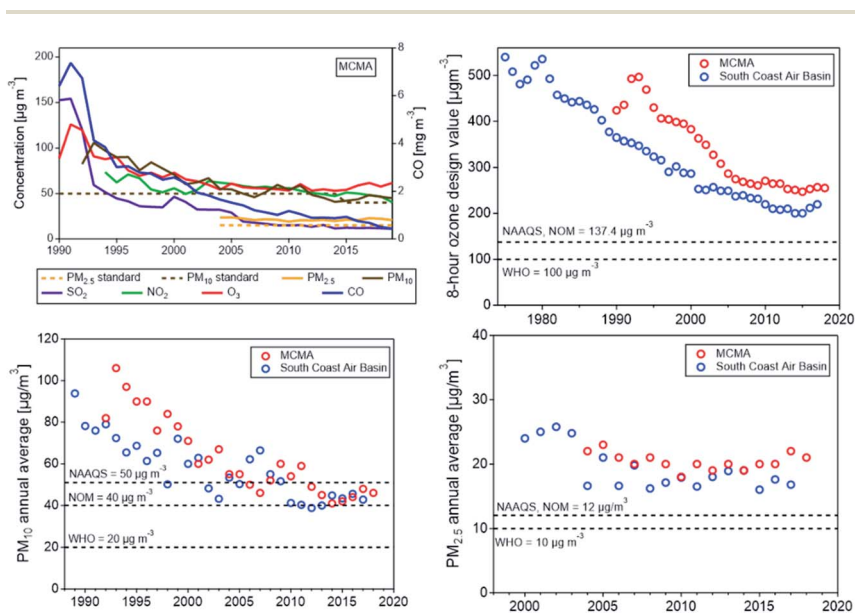 MCMA
Concentration [µg m⁻³]
200
150
100
50
0
CO [mg m⁻³]
8
6
4
2
0
1990 1995 2000 2005 2010 2015
PM₂.₅ standard PM₁₀ standard PM₂.₅ PM₁₀
SO₂ NO₂ O₃ CO
8-hour ozone design value [µgm⁻³]
500
400
300
200
100
0
MCMA
South Coast Air Basin
NAAQS, NOM = 137.4 µg m⁻³
WHO = 100 µg m⁻³
1980 1990 2000 2010 2020
PM₁₀ annual average [µg/m³]
120
100
80
60
40
20
0
MCMA
South Coast Air Basin
NAAQS = 50 µg m⁻³
NOM = 40 µg m⁻³
WHO = 20 µg m⁻³
1990 1995 2000 2005 2010 2015 2020
PM₂.₅ annual average [µg/m³]
40
30
20
10
0
MCMA
South Coast Air Basin
NAAQS, NOM = 12 µg/m³
WHO = 10 µg m⁻³
2000 2005 2010 2015 2020